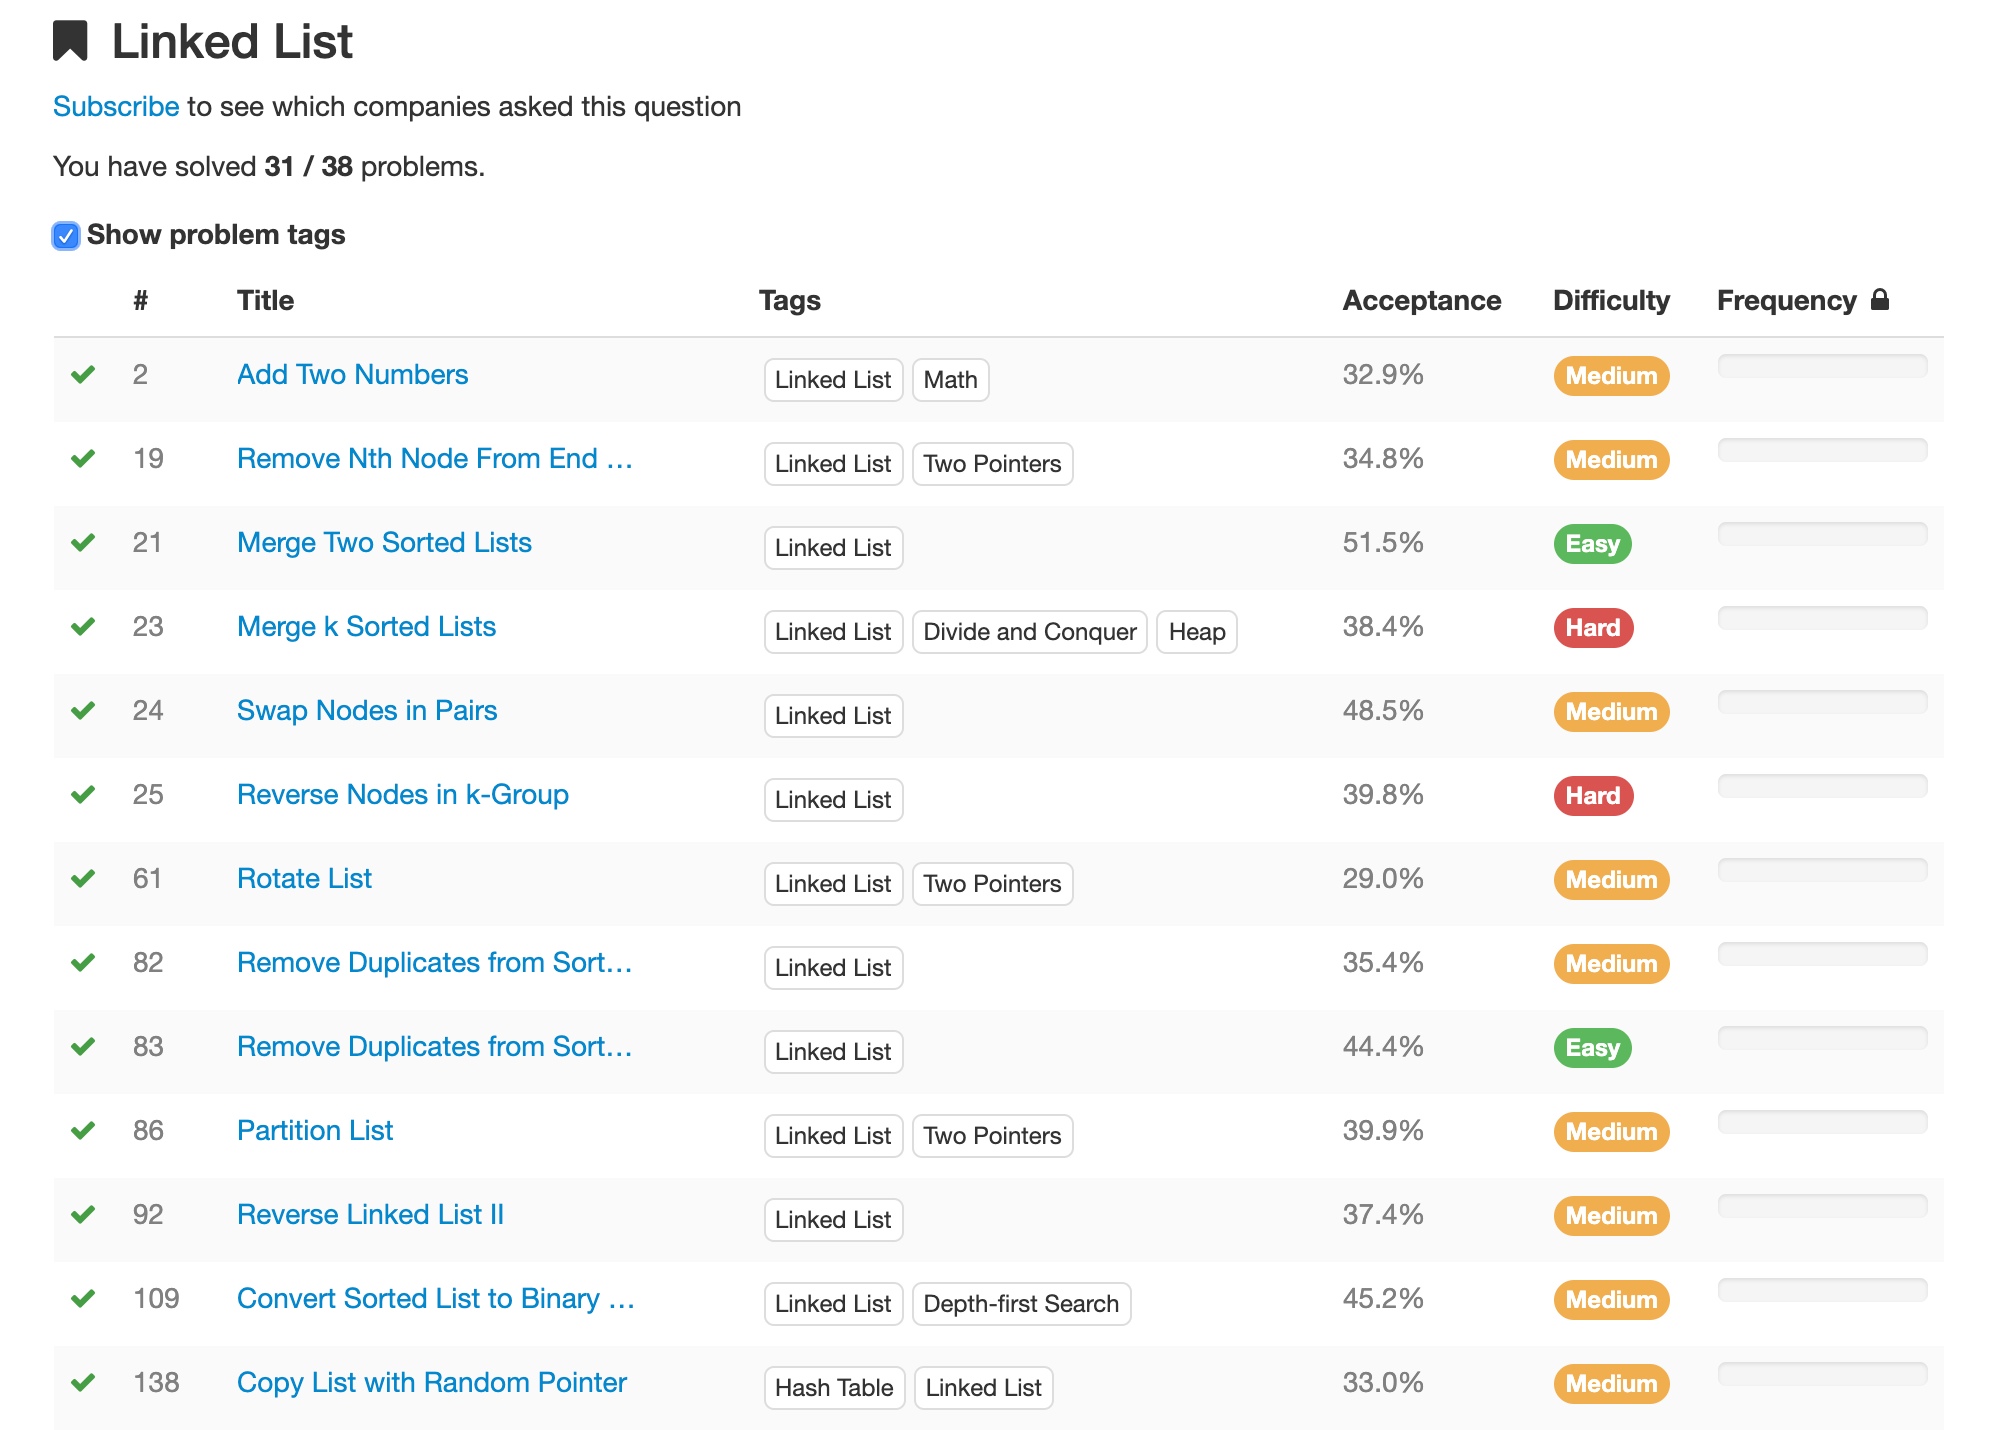 Linked List
Subscribe to see which companies asked this question
You have solved 31 / 38 problems.
Show problem tags
# Title Tags Acceptance Difficulty Frequency
2 Add Two Numbers Linked List Math 32.9% Medium
19 Remove Nth Node From End ... Linked List Two Pointers 34.8% Medium
21 Merge Two Sorted Lists Linked List 51.5% Easy
23 Merge k Sorted Lists Linked List Divide and Conquer Heap 38.4% Hard
24 Swap Nodes in Pairs Linked List 48.5% Medium
25 Reverse Nodes in k-Group Linked List 39.8% Hard
61 Rotate List Linked List Two Pointers 29.0% Medium
82 Remove Duplicates from Sort... Linked List 35.4% Medium
83 Remove Duplicates from Sort... Linked List 44.4% Easy
86 Partition List Linked List Two Pointers 39.9% Medium
92 Reverse Linked List II Linked List 37.4% Medium
109 Convert Sorted List to Binary ... Linked List Depth-first Search 45.2% Medium
138 Copy List with Random Pointer Hash Table Linked List 33.0% Medium